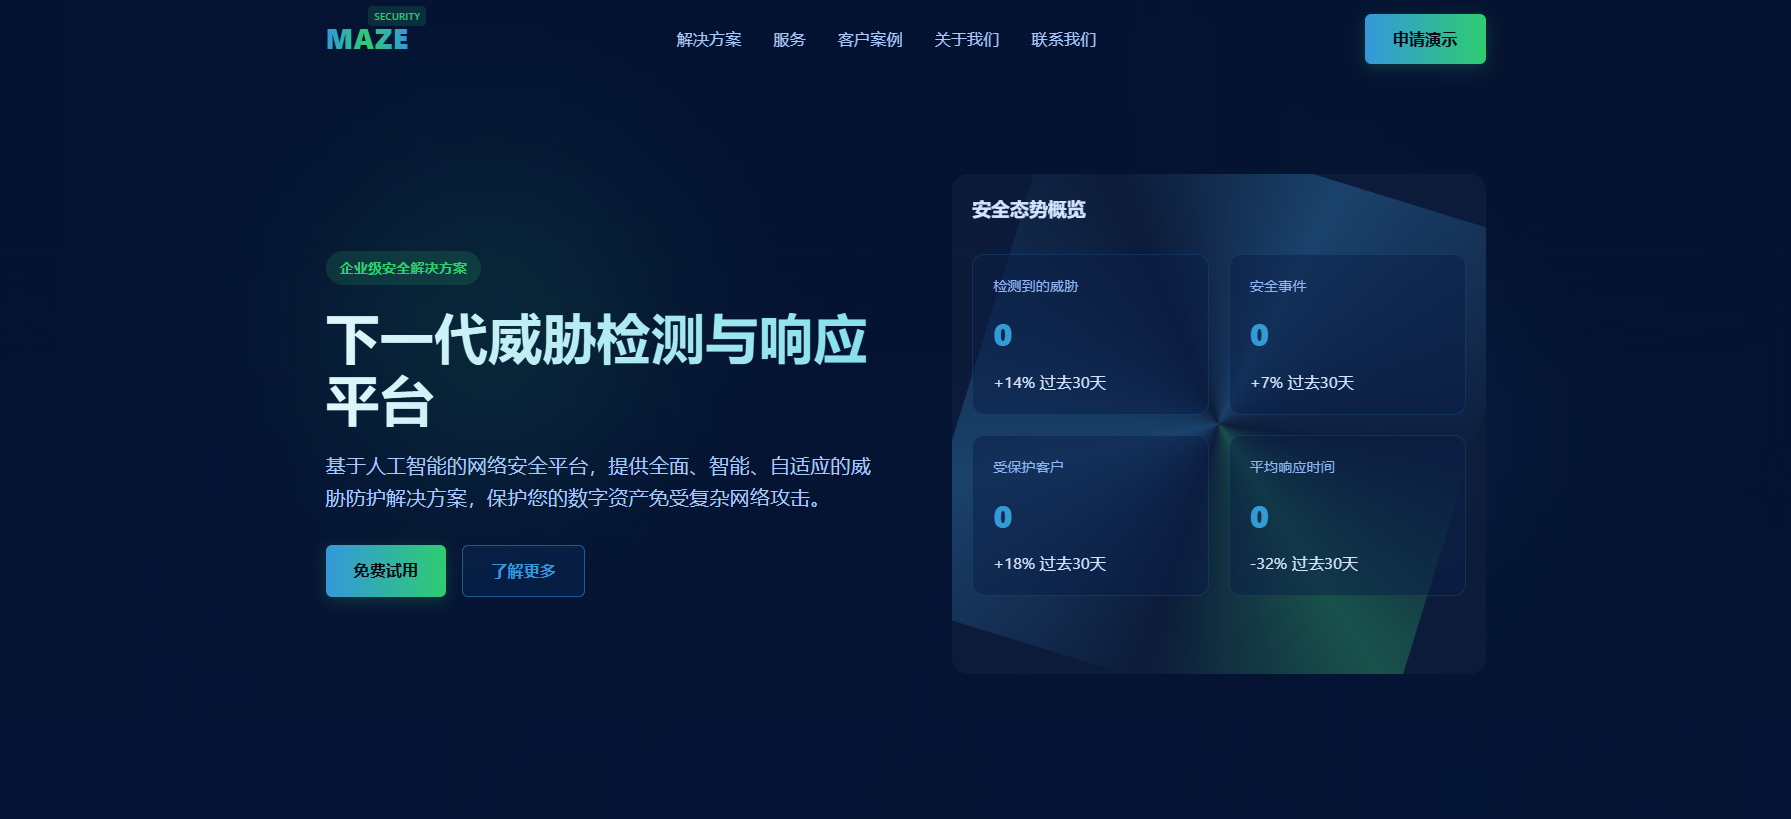 SECURITY
MAZE
解决方案
服务
客户案例
关于我们
联系我们
申请演示
企业级安全解决方案
下一代威胁检测与响应
平台
基于人工智能的网络安全平台，提供全面、智能、自适应的威
胁防护解决方案，保护您的数字资产免受复杂网络攻击。
免费试用
了解更多
安全态势概览
检测到的威胁
0
+14% 过去30天
安全事件
0
+7% 过去30天
受保护客户
0
+18% 过去30天
平均响应时间
0
-32% 过去30天